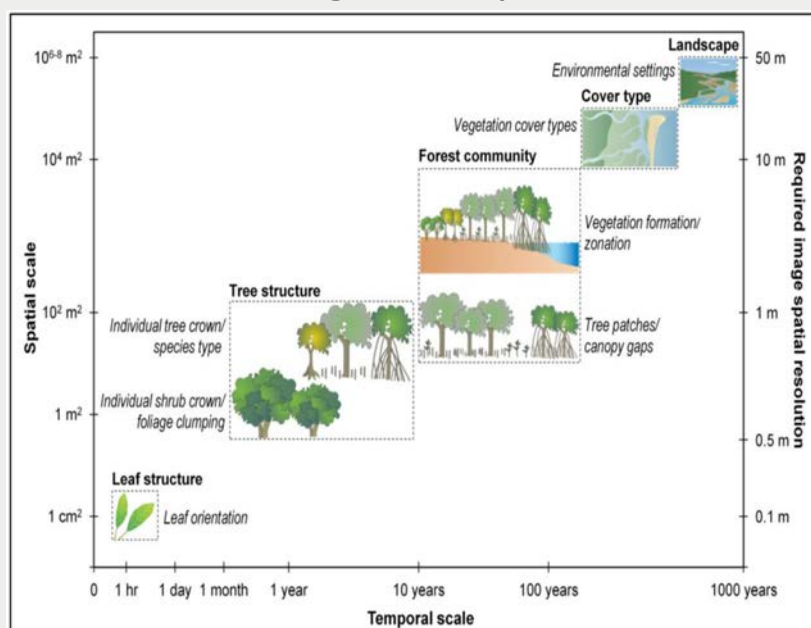 Landscape
10⁶⁻⁸ m²
50 m
Environmental settings
Cover type
Vegetation cover types
10⁴ m²
10 m
Forest community
Vegetation formation/
zonation
Tree structure
10² m²
1 m
Individual tree crown/
species type
Tree patches/
canopy gaps
Individual shrub crown/
foliage clumping
1 m²
0.5 m
Leaf structure
Leaf orientation
1 cm²
0.1 m
Spatial scale
Required image spatial resolution
0
1 hr
1 day
1 month
1 year
10 years
100 years
1000 years
Temporal scale